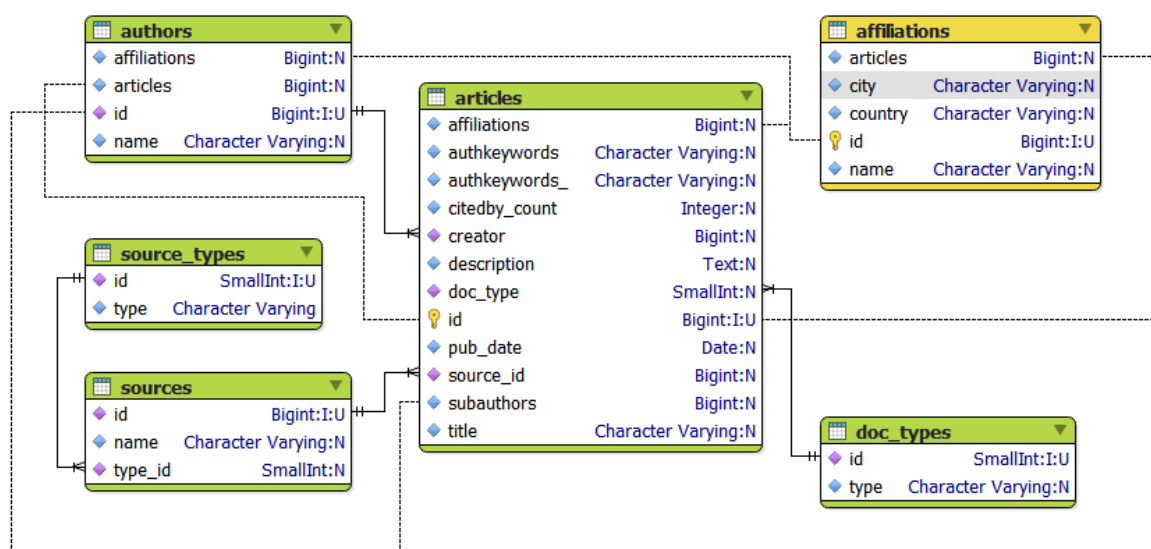 authors
affiliations Bigint:N
articles Bigint:N
id Bigint:I:U
name Character Varying:N
affiliations
articles Bigint:N
city Character Varying:N
country Character Varying:N
id Bigint:I:U
name Character Varying:N
articles
affiliations Bigint:N
authkeywords Character Varying:N
authkeywords_ Character Varying:N
citedby_count Integer:N
creator Bigint:N
description Text:N
doc_type SmallInt:N
id Bigint:I:U
pub_date Date:N
source_id Bigint:N
subauthors Bigint:N
title Character Varying:N
source_types
id SmallInt:I:U
type Character Varying
sources
id Bigint:I:U
name Character Varying:N
type_id SmallInt:N
doc_types
id SmallInt:I:U
type Character Varying:N